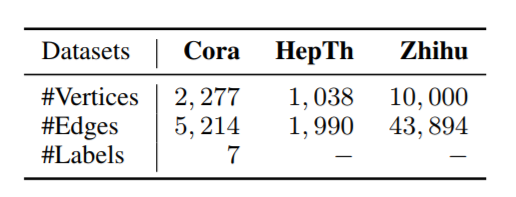 Datasets Cora HepTh Zhihu
#Vertices 2,277 1,038 10,000
#Edges 5,214 1,990 43,894
#Labels 7 − −